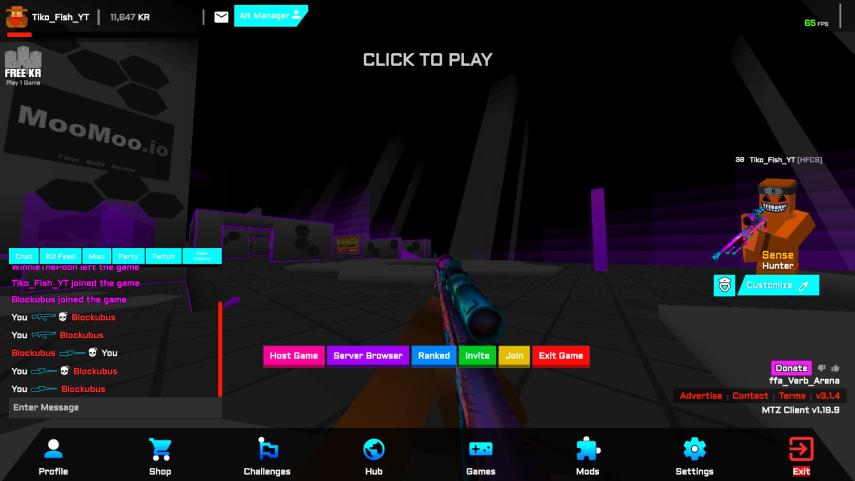 Tiko_Fish_YT
11,647 KR
Alt Manager
65 FPS
FREE KR
Play 1 Game
CLICK TO PLAY
MooMoo.io
Farm Build Survive
38 Tiko_Fish_YT [HFCS]
Sense
Hunter
Customize
Chat Kill Feed Misc Party Twitch
WinnieThePooh left the game
Tiko_Fish_YT joined the game
Blockubus joined the game
You Blockubus
You Blockubus
Blockubus You
You Blockubus
You Blockubus
Enter Message
Host Game Server Browser Ranked Invite Join Exit Game
Donate
ffa_Verb_Arena
Advertise | Contact | Terms | v3.1.4
MTZ Client v1.18.9
Profile Shop Challenges Hub Games Mods Settings Exit